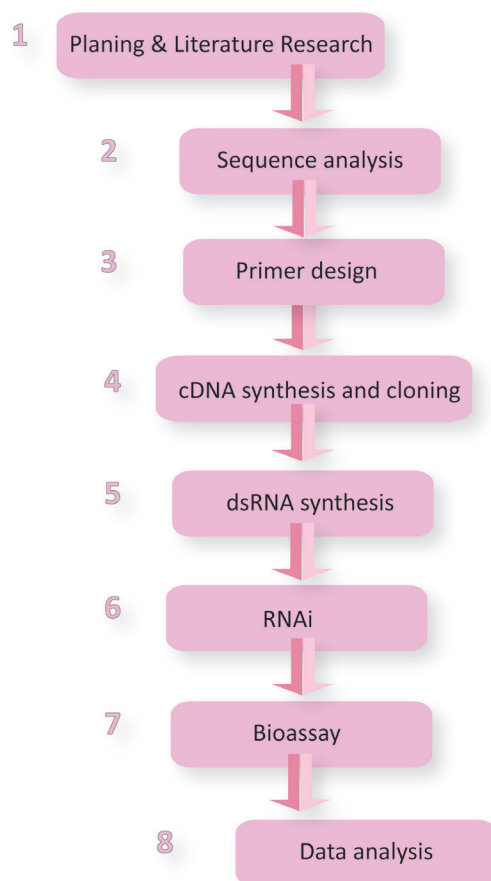 1 Planing & Literature Research
2 Sequence analysis
3 Primer design
4 cDNA synthesis and cloning
5 dsRNA synthesis
6 RNAi
7 Bioassay
8 Data analysis